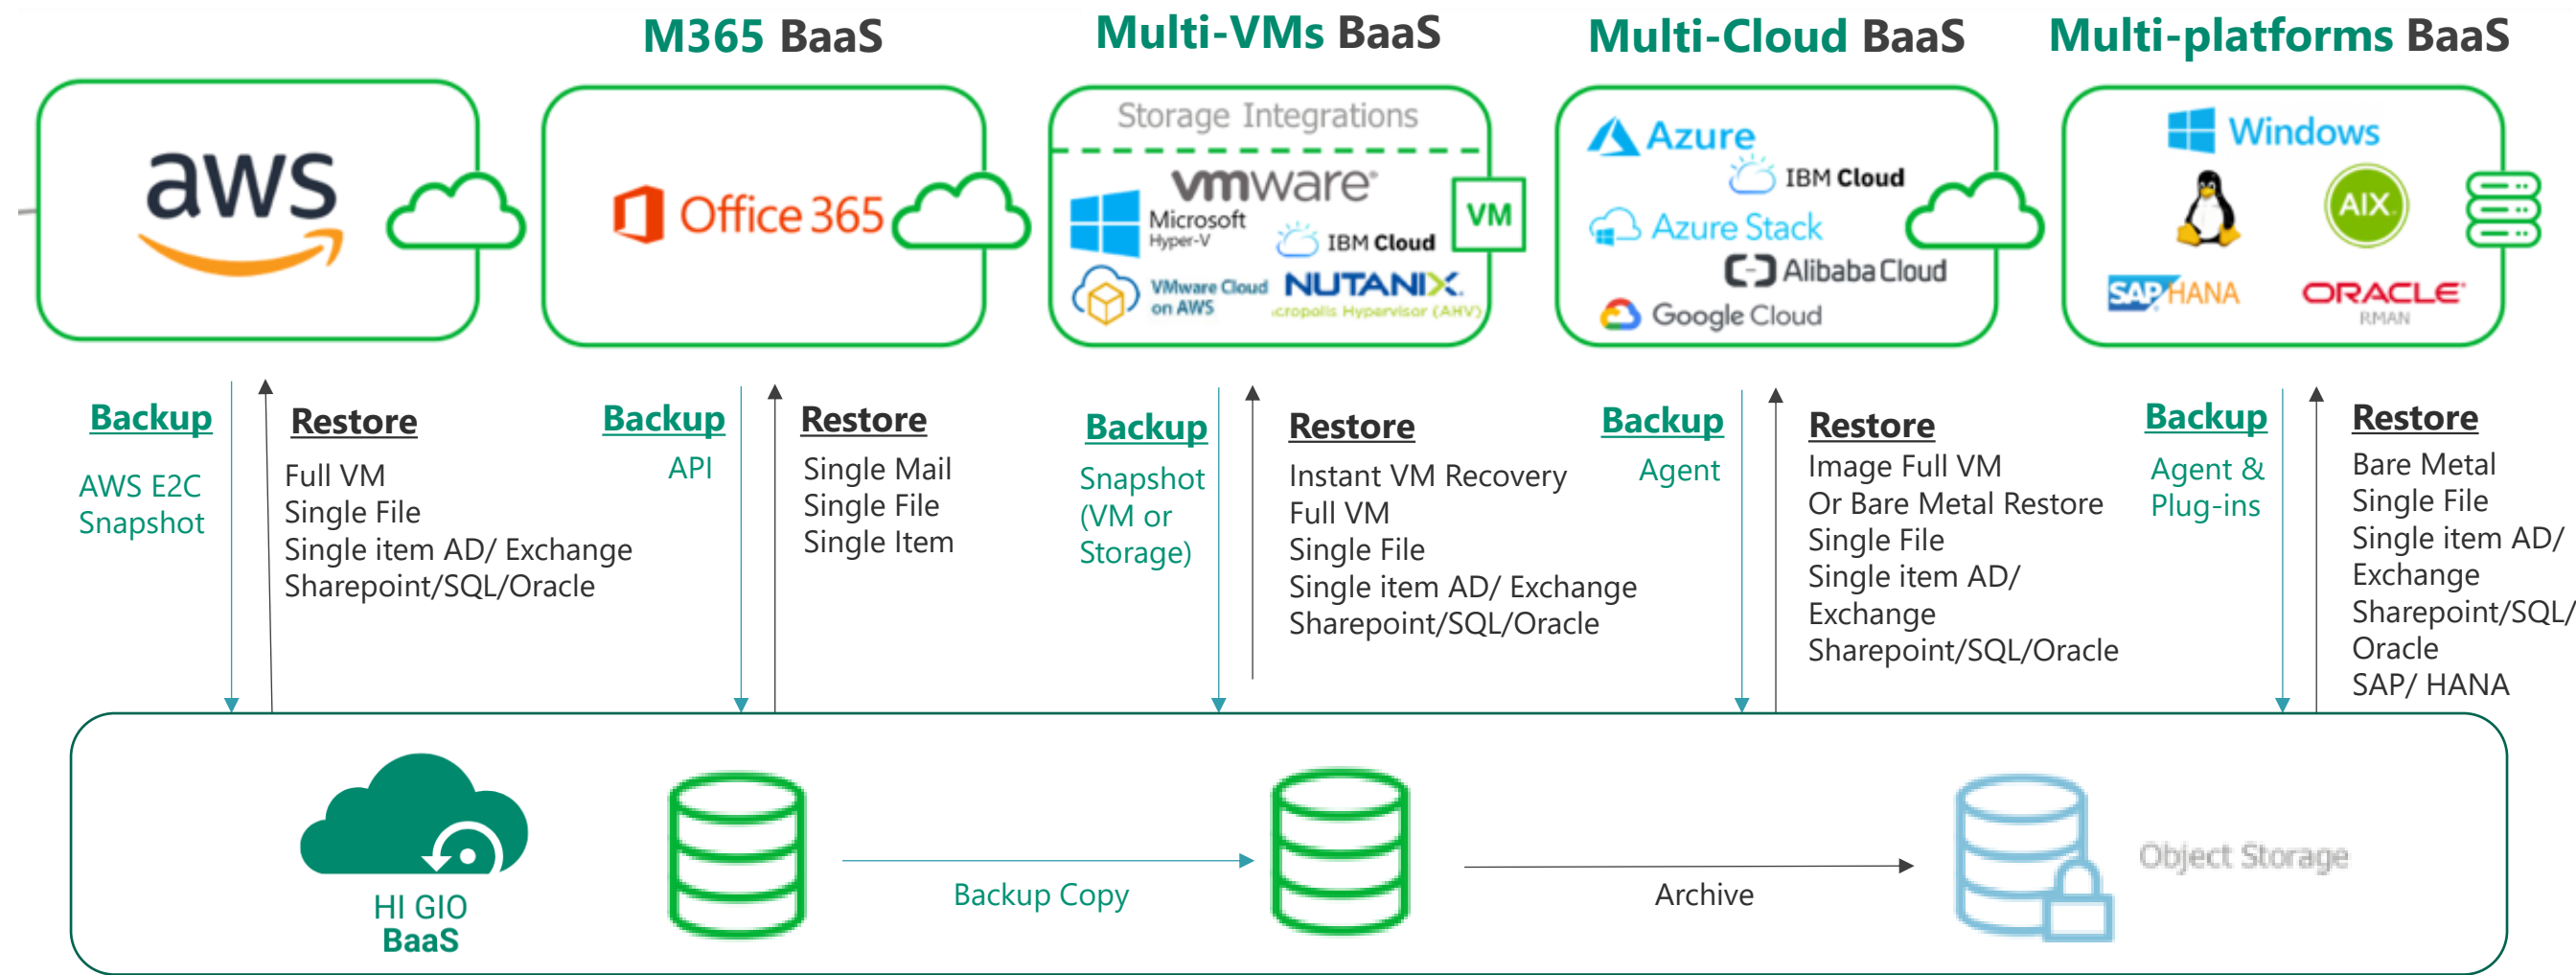 M365 BaaS
Multi-VMs BaaS
Multi-Cloud BaaS
Multi-platforms BaaS
aws
Office 365
Storage Integrations
vmware®
Microsoft
Hyper-V
IBM Cloud
VMware Cloud
on AWS
NUTANIX
cropolis Hypervisor (AHV)
VM
Azure
IBM Cloud
Azure Stack
Alibaba Cloud
Google Cloud
Windows
AIX
SAP HANA
ORACLE®
RMAN
Backup
AWS E2C
Snapshot
Restore
Full VM
Single File
Single item AD/ Exchange
Sharepoint/SQL/Oracle
Backup
API
Restore
Single Mail
Single File
Single Item
Backup
Snapshot
(VM or
Storage)
Restore
Instant VM Recovery
Full VM
Single File
Single item AD/ Exchange
Sharepoint/SQL/Oracle
Backup
Agent
Restore
Image Full VM
Or Bare Metal Restore
Single File
Single item AD/
Exchange
Sharepoint/SQL/Oracle
Backup
Agent &
Plug-ins
Restore
Bare Metal
Single File
Single item AD/
Exchange
Sharepoint/SQL/
Oracle
SAP/ HANA
HI GIO
BaaS
Backup Copy
Archive
Object Storage